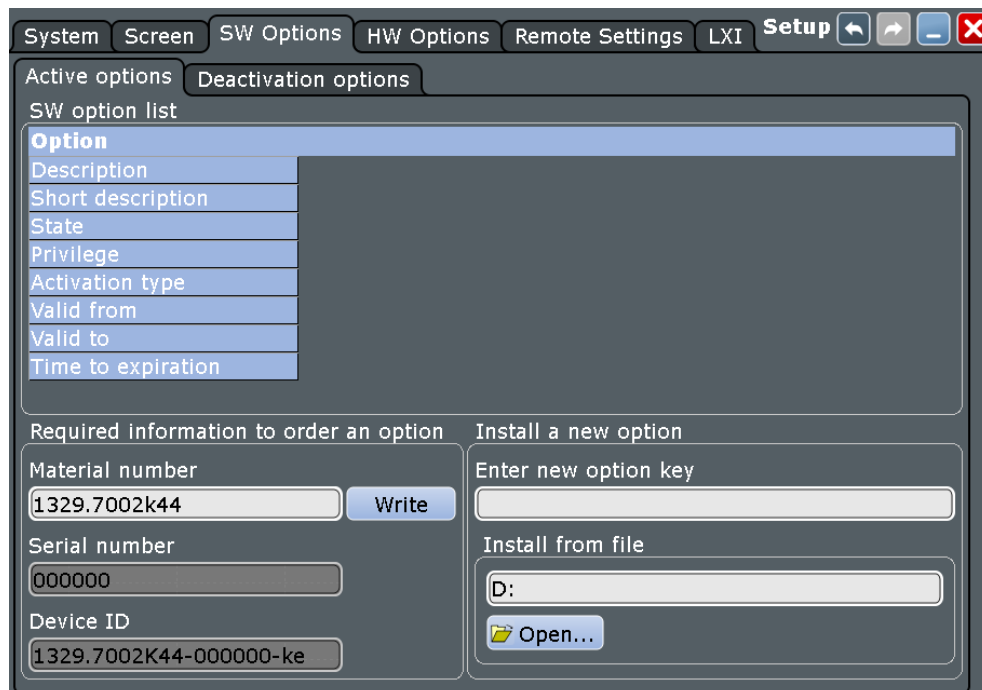 System Screen SW Options HW Options Remote Settings LXI Setup
Active options Deactivation options
SW option list
Option
Description
Short description
State
Privilege
Activation type
Valid from
Valid to
Time to expiration
Required information to order an option
Material number
1329.7002k44 Write
Serial number
000000
Device ID
1329.7002K44-000000-ke
Install a new option
Enter new option key
Install from file
D:
Open...